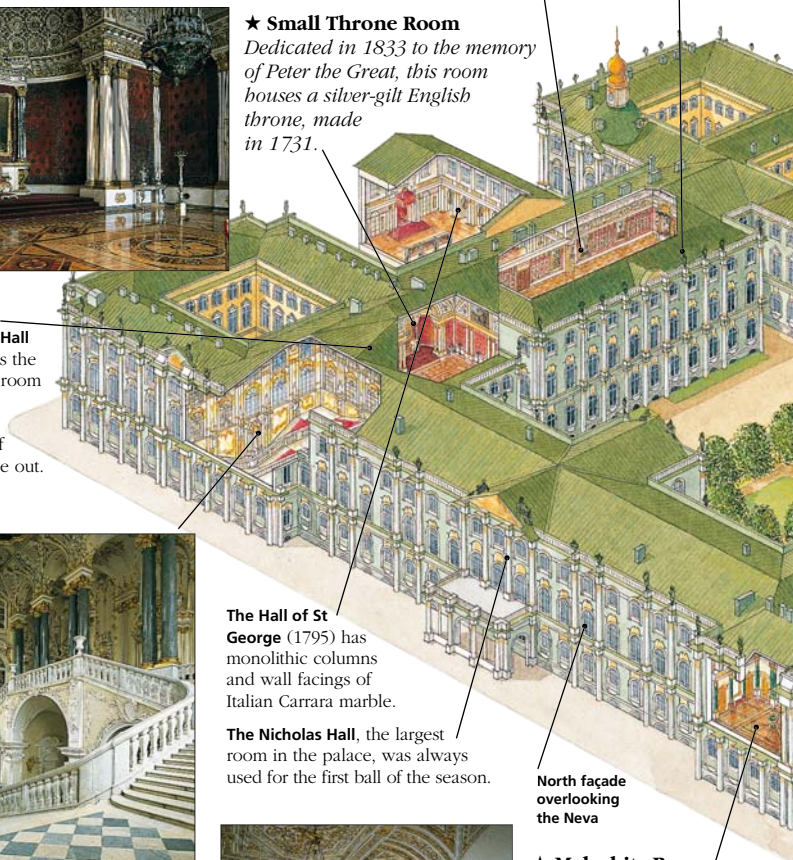 ★ Small Throne Room
Dedicated in 1833 to the memory
of Peter the Great, this room
houses a silver-gilt English
throne, made
in 1731.
Hall
s the
room
f
e out.
The Hall of St
George (1795) has
monolithic columns
and wall facings of
Italian Carrara marble.
The Nicholas Hall, the largest
room in the palace, was always
used for the first ball of the season.
North façade
overlooking
the Neva